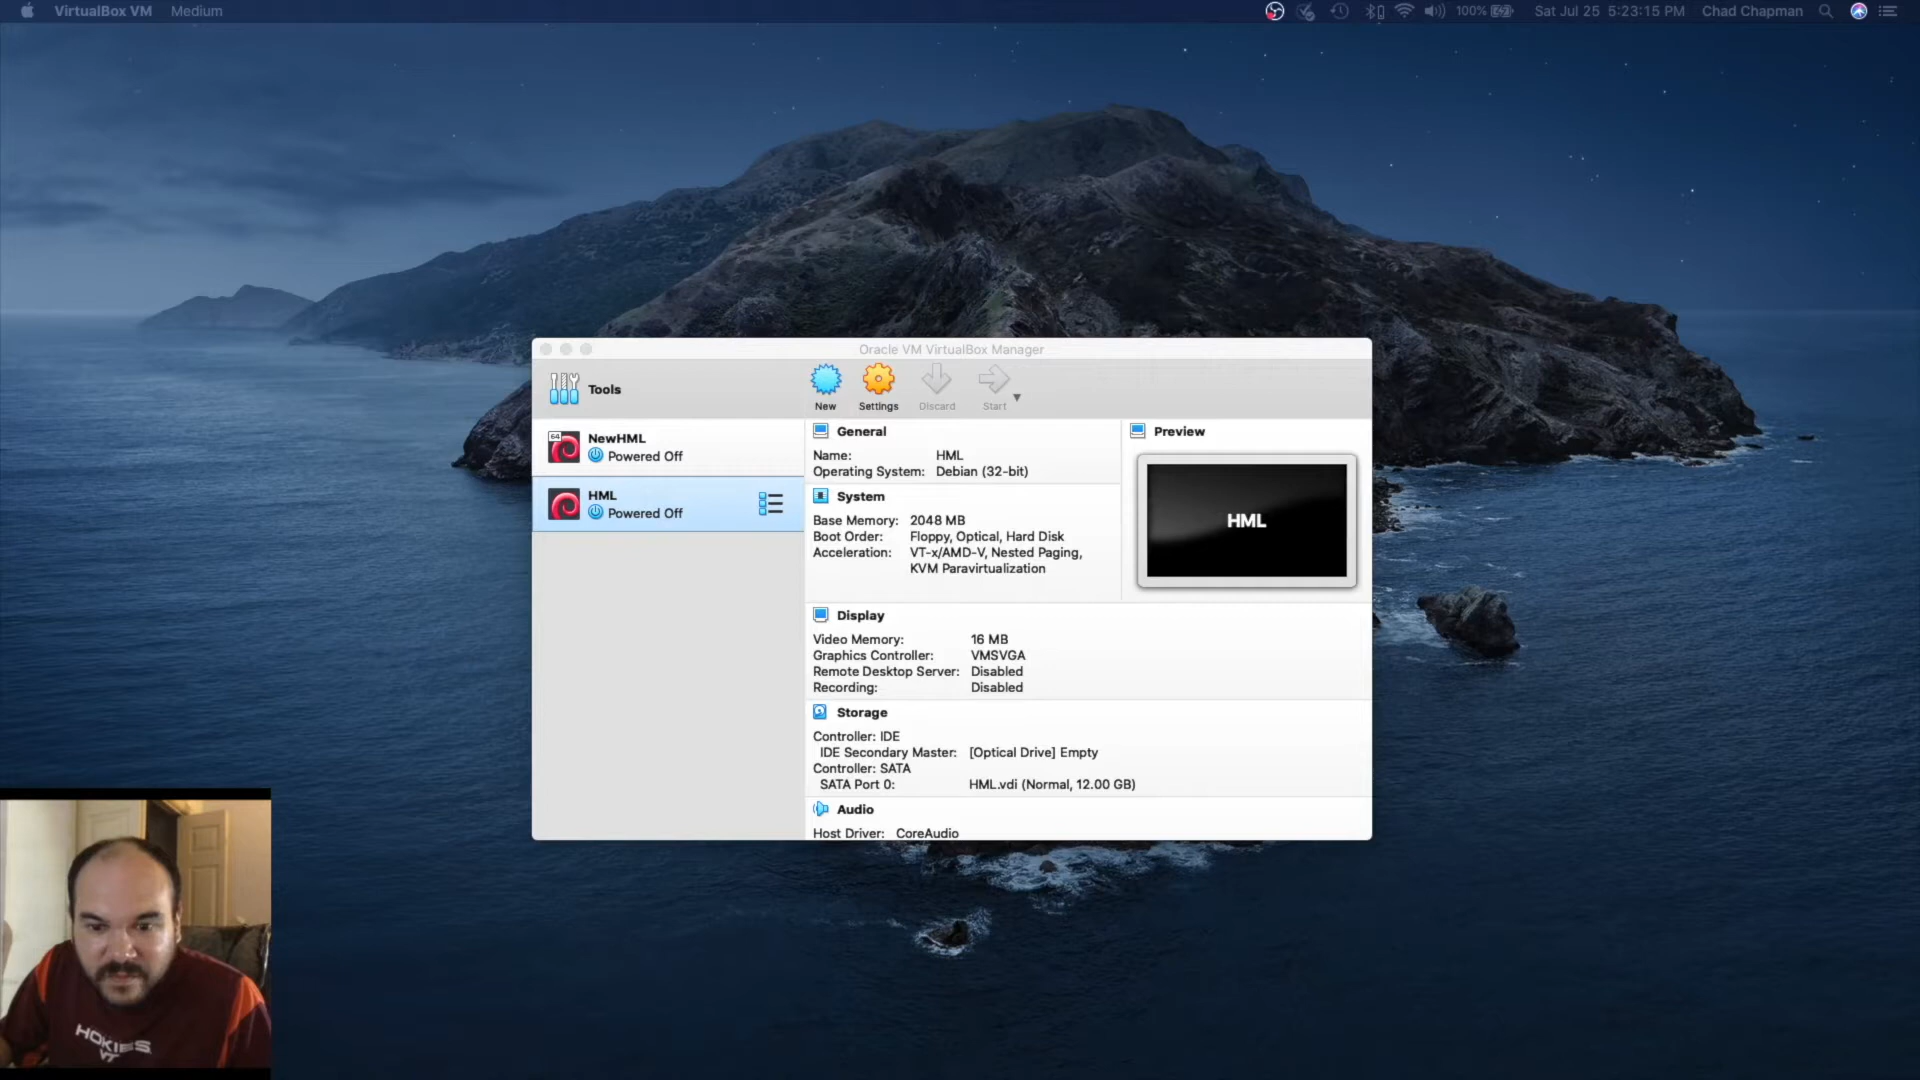 VirtualBox VM Medium
100% Sat Jul 25 5:23:15 PM Chad Chapman
Oracle VM VirtualBox Manager
Tools
New Settings Discard Start
64 NewHML
Powered Off
HML
Powered Off
General
Name: HML
Operating System: Debian (32-bit)
System
Base Memory: 2048 MB
Boot Order: Floppy, Optical, Hard Disk
Acceleration: VT-x/AMD-V, Nested Paging,
KVM Paravirtualization
Preview
HML
Display
Video Memory: 16 MB
Graphics Controller: VMSVGA
Remote Desktop Server: Disabled
Recording: Disabled
Storage
Controller: IDE
IDE Secondary Master: [Optical Drive] Empty
Controller: SATA
SATA Port 0: HML.vdi (Normal, 12.00 GB)
Audio
Host Driver: CoreAudio
HOKIES
VT